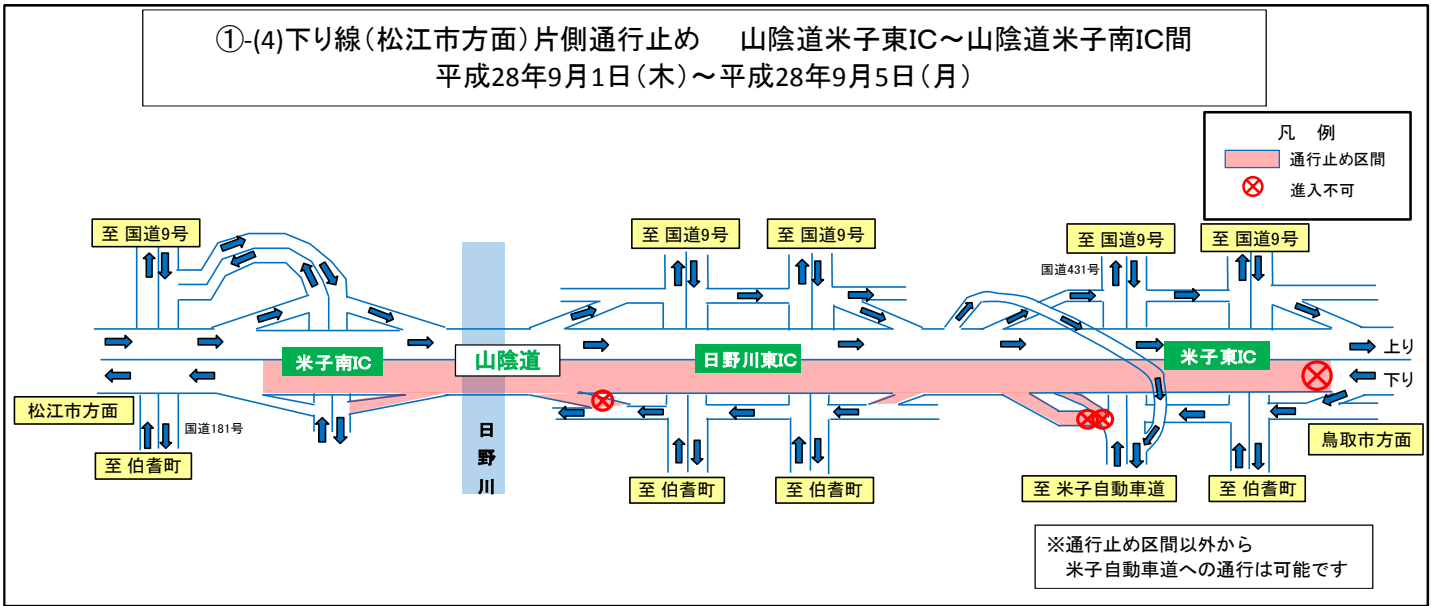 ①-(4)下り線(松江市方面)片側通行止め　山陰道米子東IC～山陰道米子南IC間
平成28年9月1日(木)～平成28年9月5日(月)
凡　例
通行止め区間
進入不可
至 国道9号
至 国道9号
至 国道9号
至 国道9号
至 国道9号
国道431号
米子南IC
山陰道
日野川東IC
米子東IC
上り
下り
松江市方面
国道181号
日野川
鳥取市方面
至 伯耆町
至 伯耆町
至 伯耆町
至 米子自動車道
至 伯耆町
※通行止め区間以外から
米子自動車道への通行は可能です